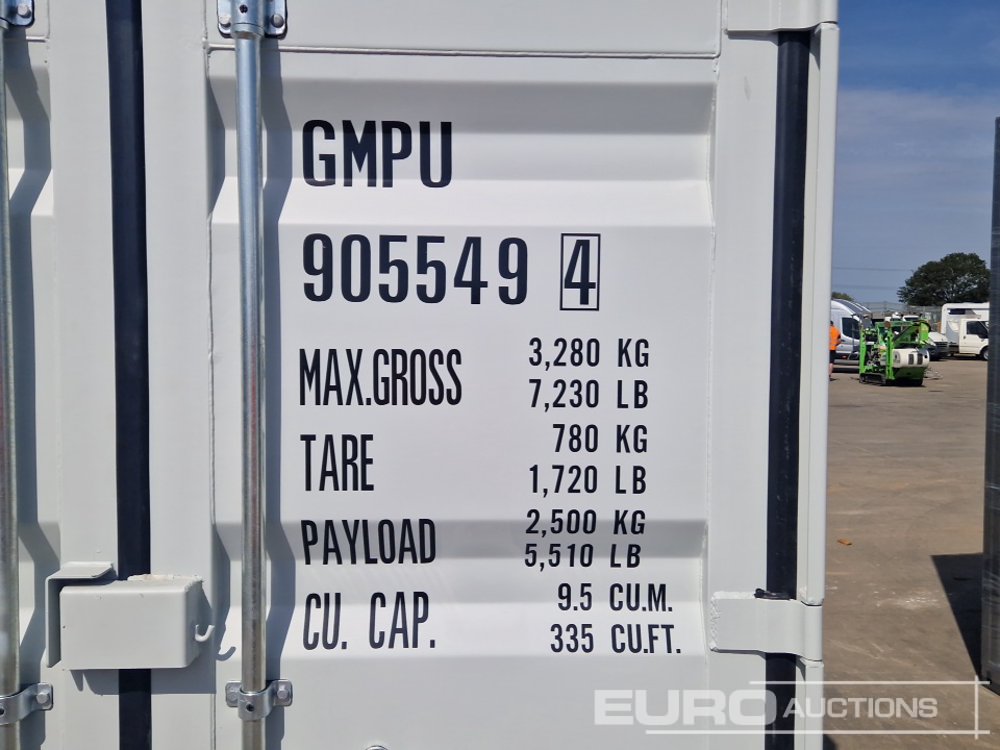 GMPU
905549 4
MAX.GROSS 3,280 KG
7,230 LB
TARE 780 KG
1,720 LB
PAYLOAD 2,500 KG
5,510 LB
CU. CAP. 9.5 CU.M.
335 CU.FT.
EURO AUCTIONS